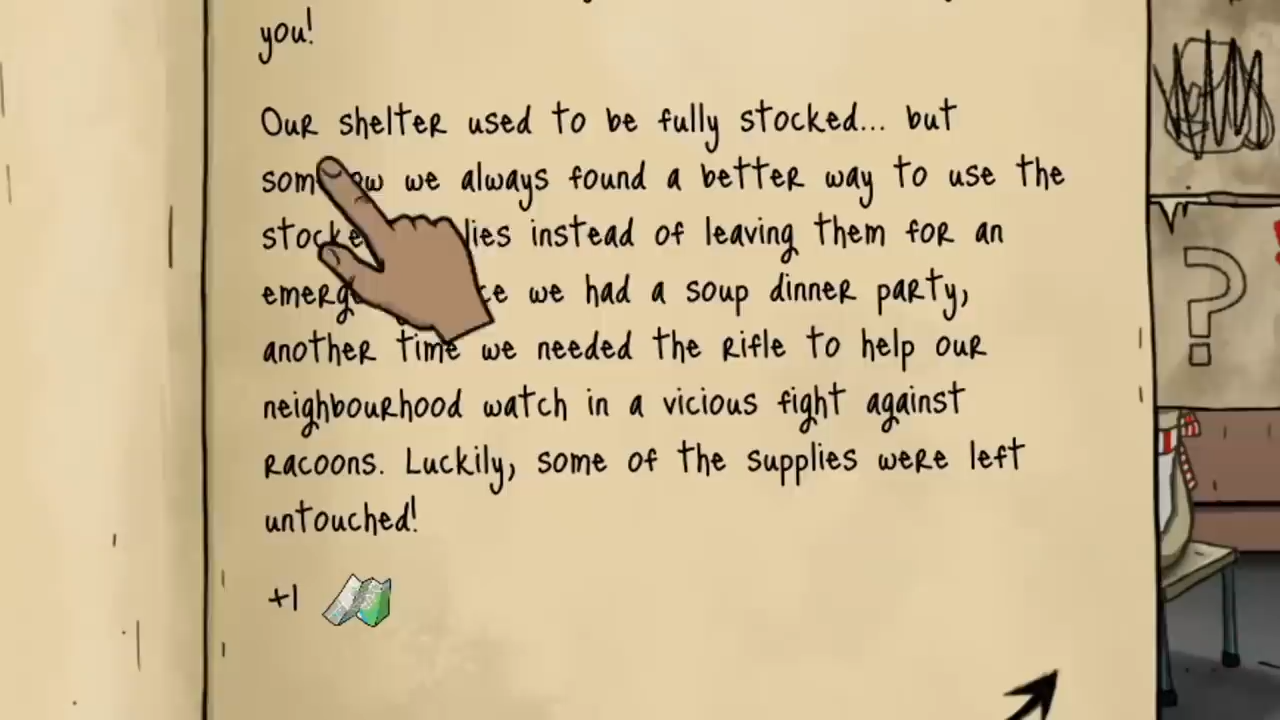 you!
Our shelter used to be fully stocked... but
we always found a better way to use the
instead of leaving them for an
we had a soup dinner party,
another time we needed the rifle to help our
neighbourhood watch in a vicious fight against
racoons. Luckily, some of the supplies were left
untouched!
+1
?